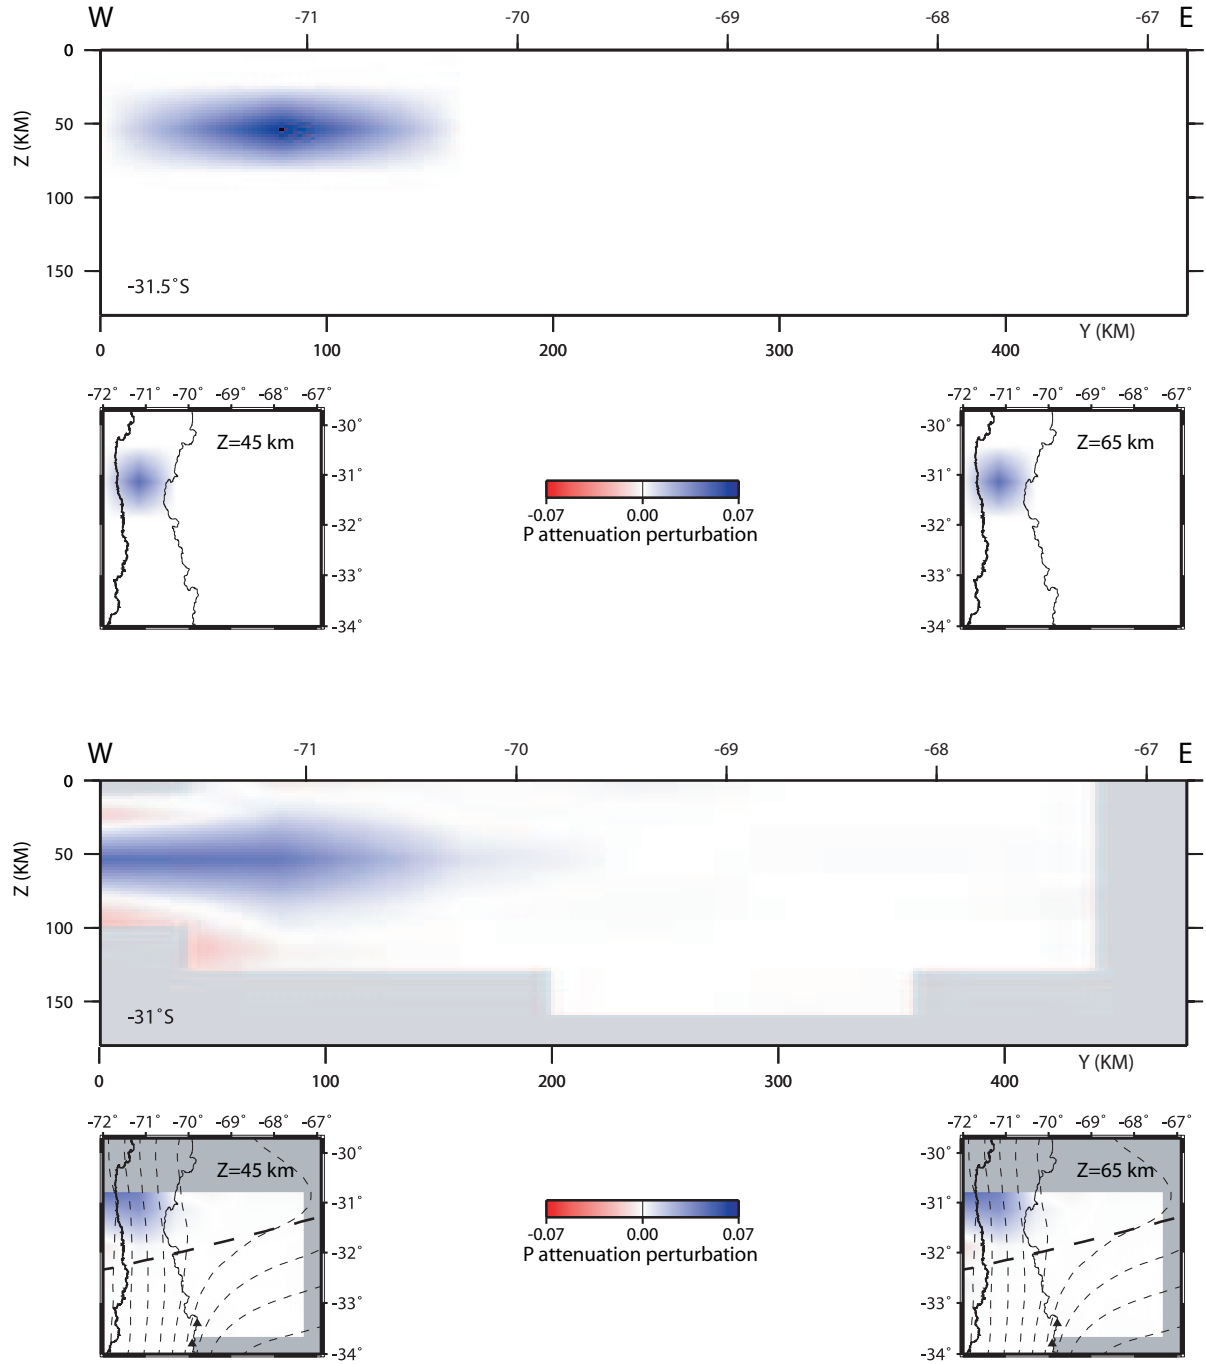 W -71 -70 -69 -68 -67 E
0
50
100
150
Z (KM)
-31.5˚S
Y (KM)
0 100 200 300 400
-72˚ -71˚ -70˚ -69˚ -68˚ -67˚
Z=45 km
-30˚
-31˚
-32˚
-33˚
-34˚
-0.07 0.00 0.07
P attenuation perturbation
-72˚ -71˚ -70˚ -69˚ -68˚ -67˚
Z=65 km
-30˚
-31˚
-32˚
-33˚
-34˚
W -71 -70 -69 -68 -67 E
0
50
100
150
Z (KM)
-31˚S
Y (KM)
0 100 200 300 400
-72˚ -71˚ -70˚ -69˚ -68˚ -67˚
Z=45 km
-30˚
-31˚
-32˚
-33˚
-34˚
-0.07 0.00 0.07
P attenuation perturbation
-72˚ -71˚ -70˚ -69˚ -68˚ -67˚
Z=65 km
-30˚
-31˚
-32˚
-33˚
-34˚